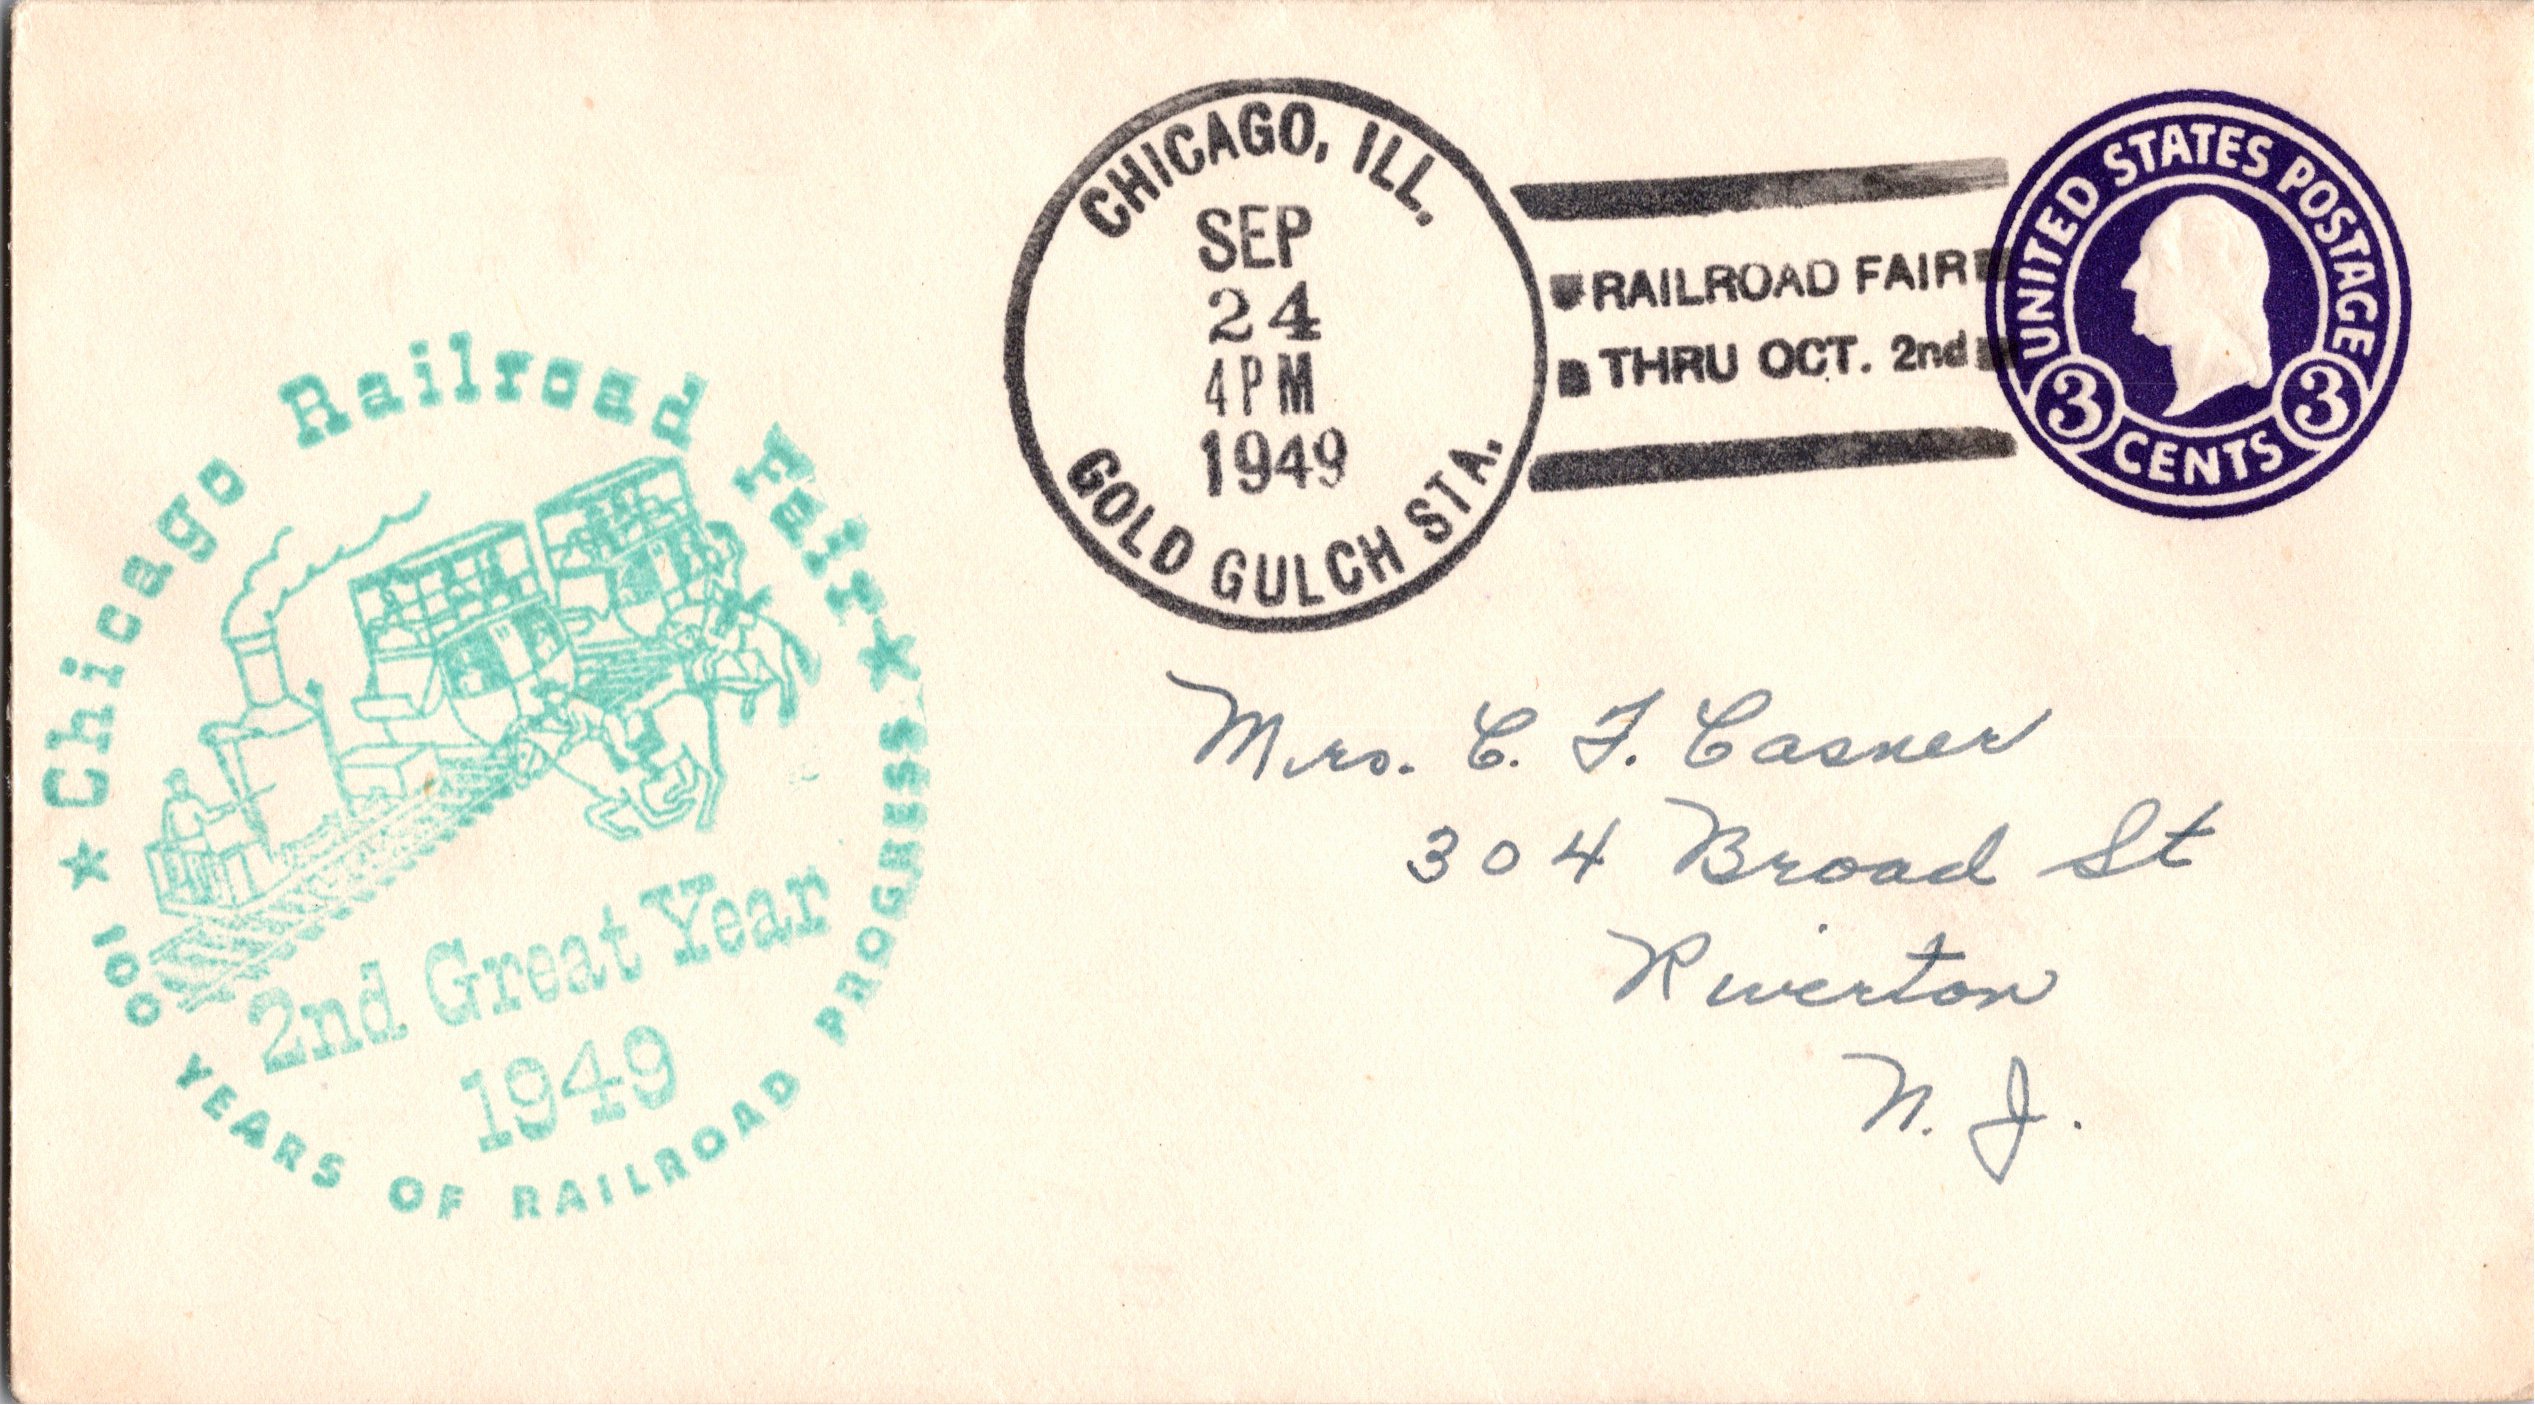 Chicago Railroad Fair
2nd Great Year
1949
100 YEARS OF RAILROAD PROGRESS
CHICAGO, ILL.
SEP
24
4 PM
1949
GOLD GULCH STA.
RAILROAD FAIR
THRU OCT. 2nd
UNITED STATES POSTAGE
3 CENTS 3
Mrs. C. F. Casner
304 Broad St
Riverton
N. J.